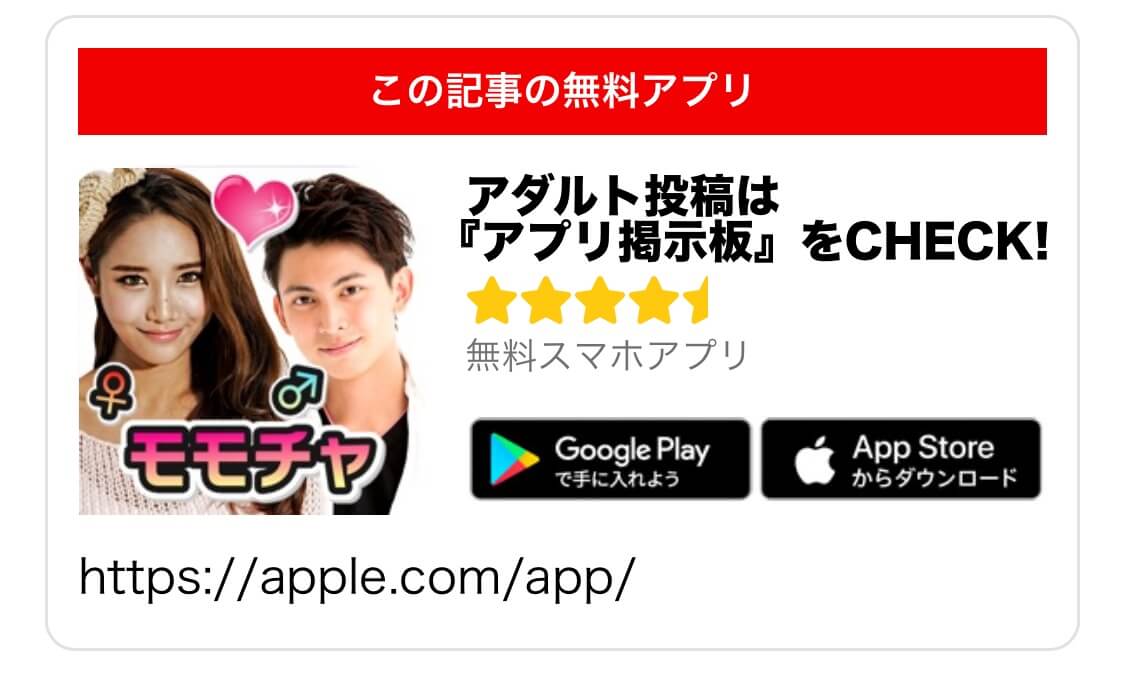 この記事の無料アプリ
アダルト投稿は
『アプリ掲示板』をCHECK!
無料スマホアプリ
モモチャ
Google Play
で手に入れよう
App Store
からダウンロード
https://apple.com/app/